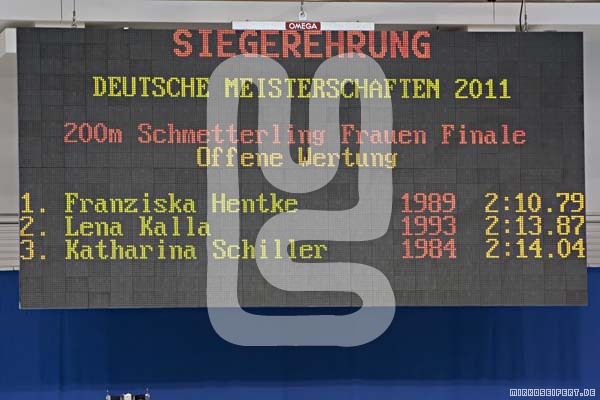 OMEGA
SIEGEREHRUNG
DEUTSCHE MEISTERSCHAFTEN 2011
200m Schmetterling Frauen Finale
Offene Wertung
1. Franziska Hentke 1989 2:10.79
2. Lena Kalla 1993 2:13.87
3. Katharina Schiller 1984 2:14.04
MIRKOSEIFERT.DE